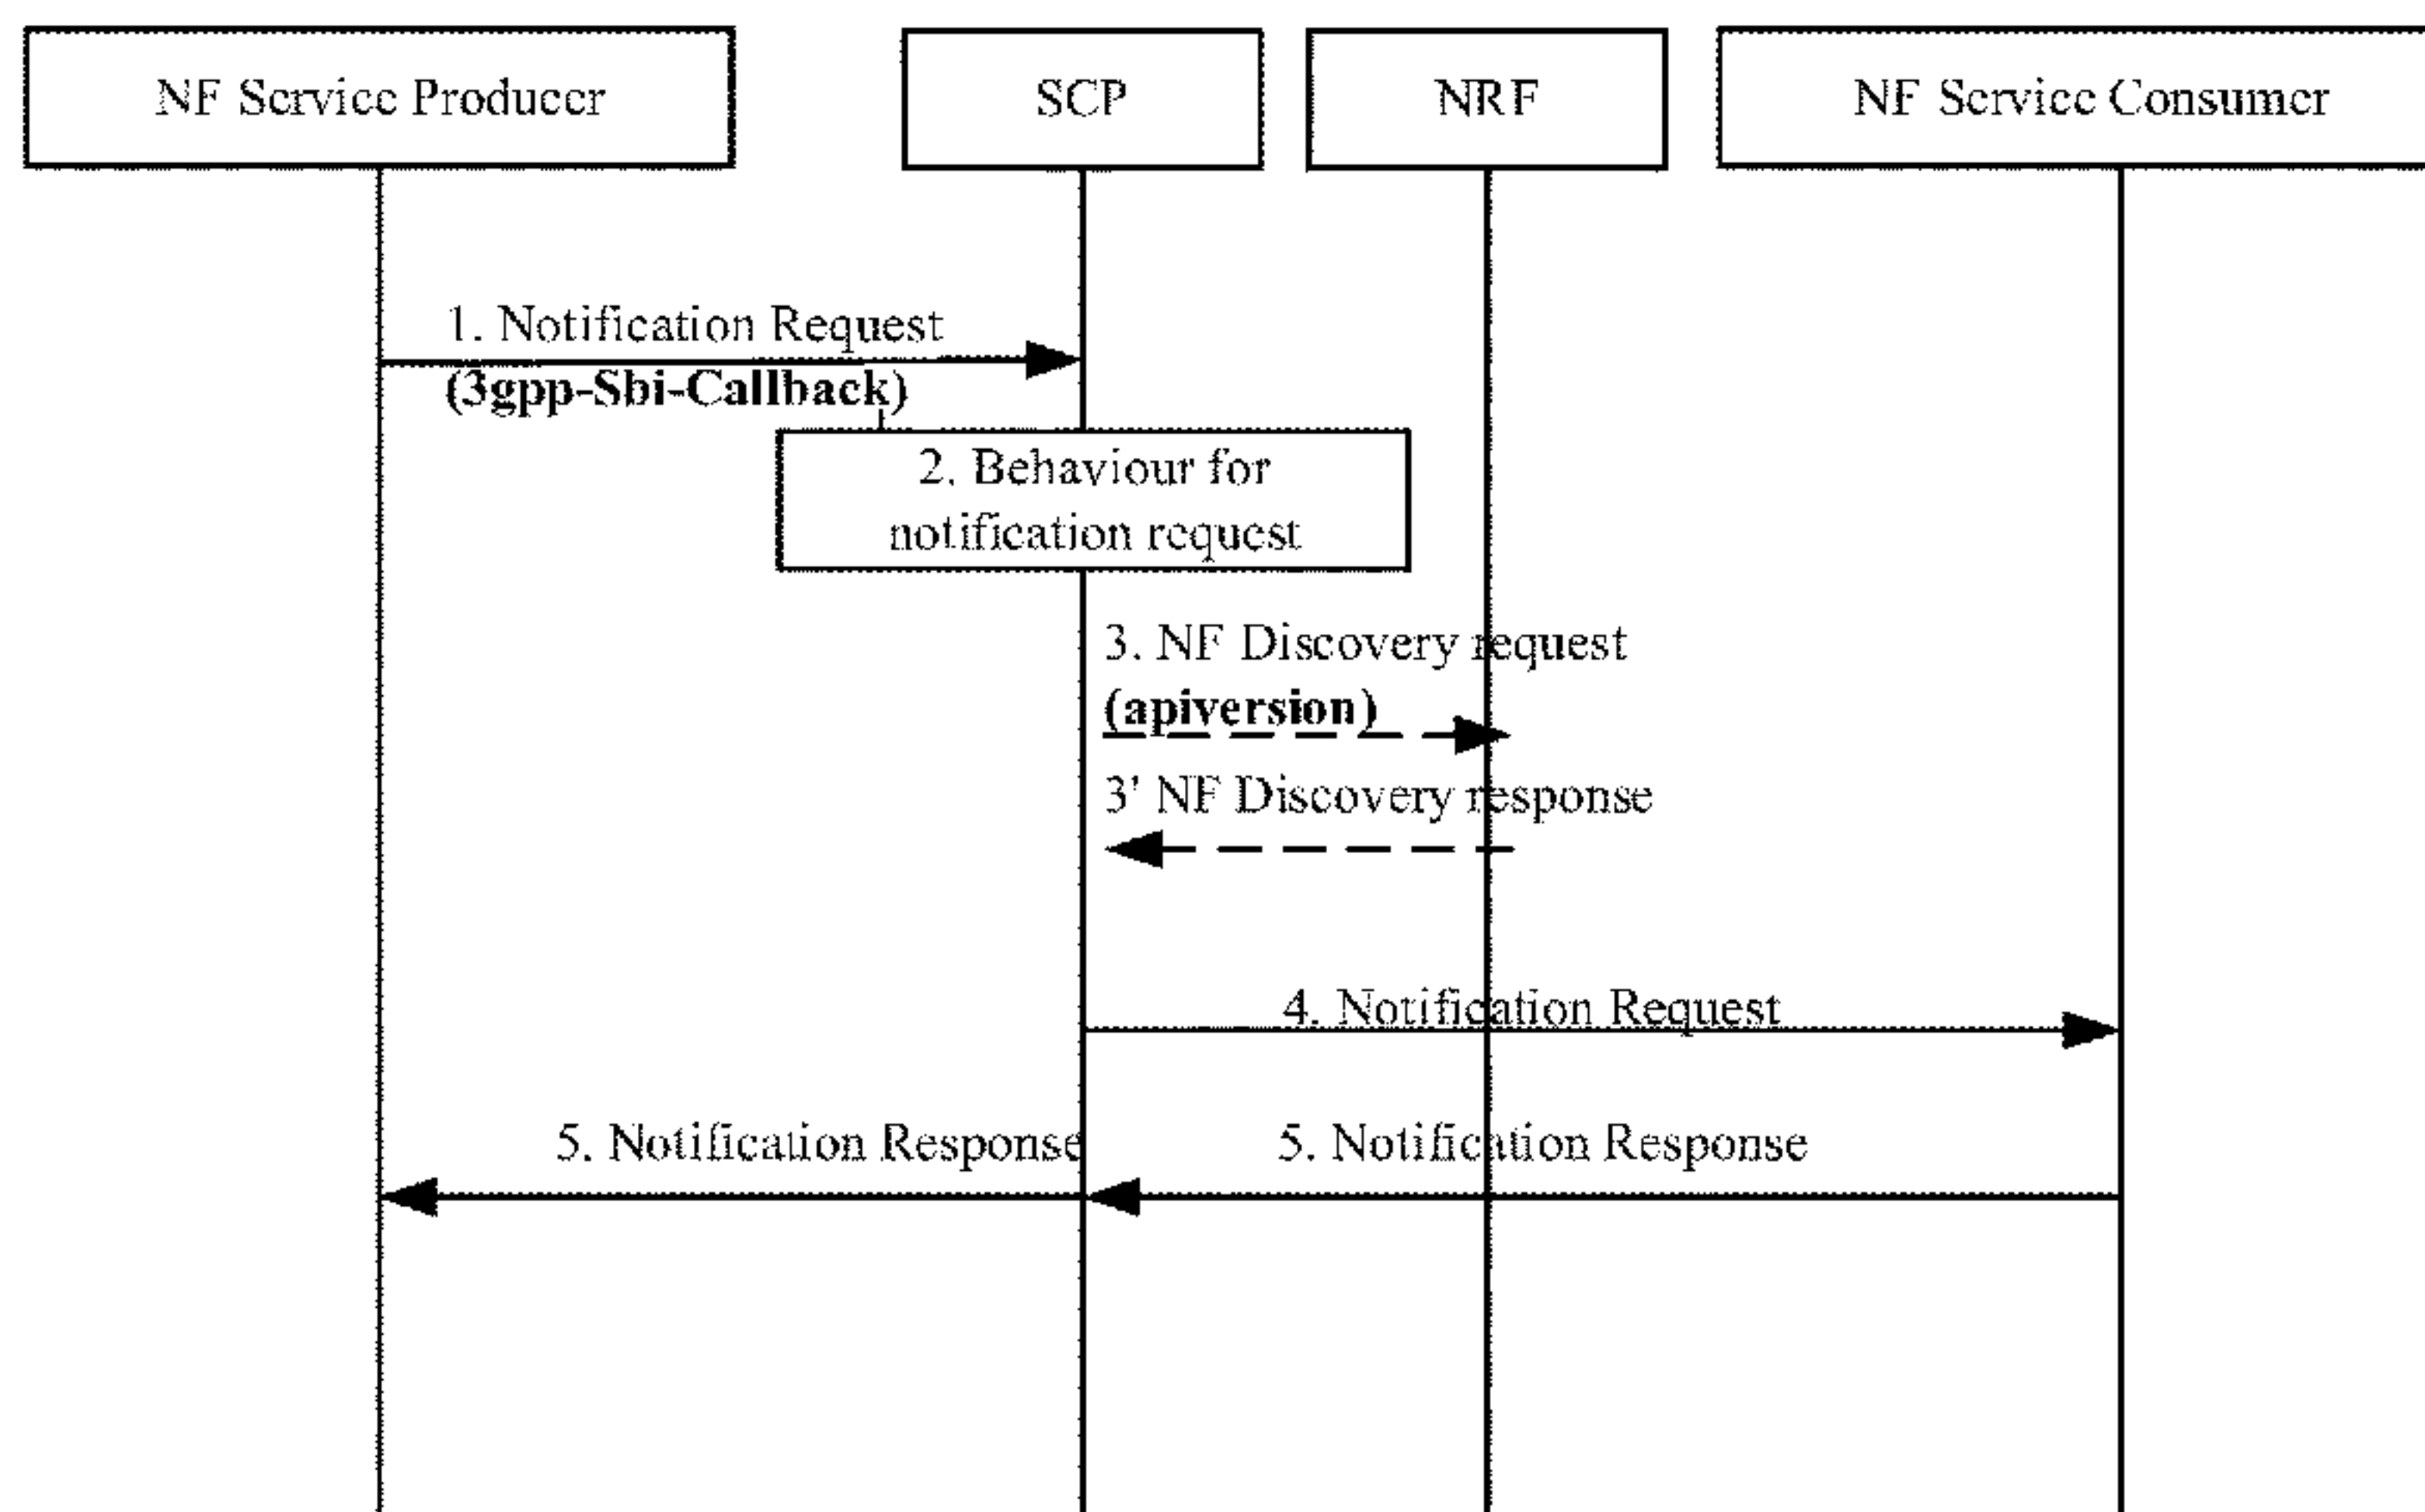 NF Service Producer
SCP
NRF
NF Service Consumer
1. Notification Request
(3gpp-Sbi-Callback)
2. Behaviour for
notification request
3. NF Discovery request
(apiversion)
3' NF Discovery response
4. Notification Request
5. Notification Response
5. Notification Response